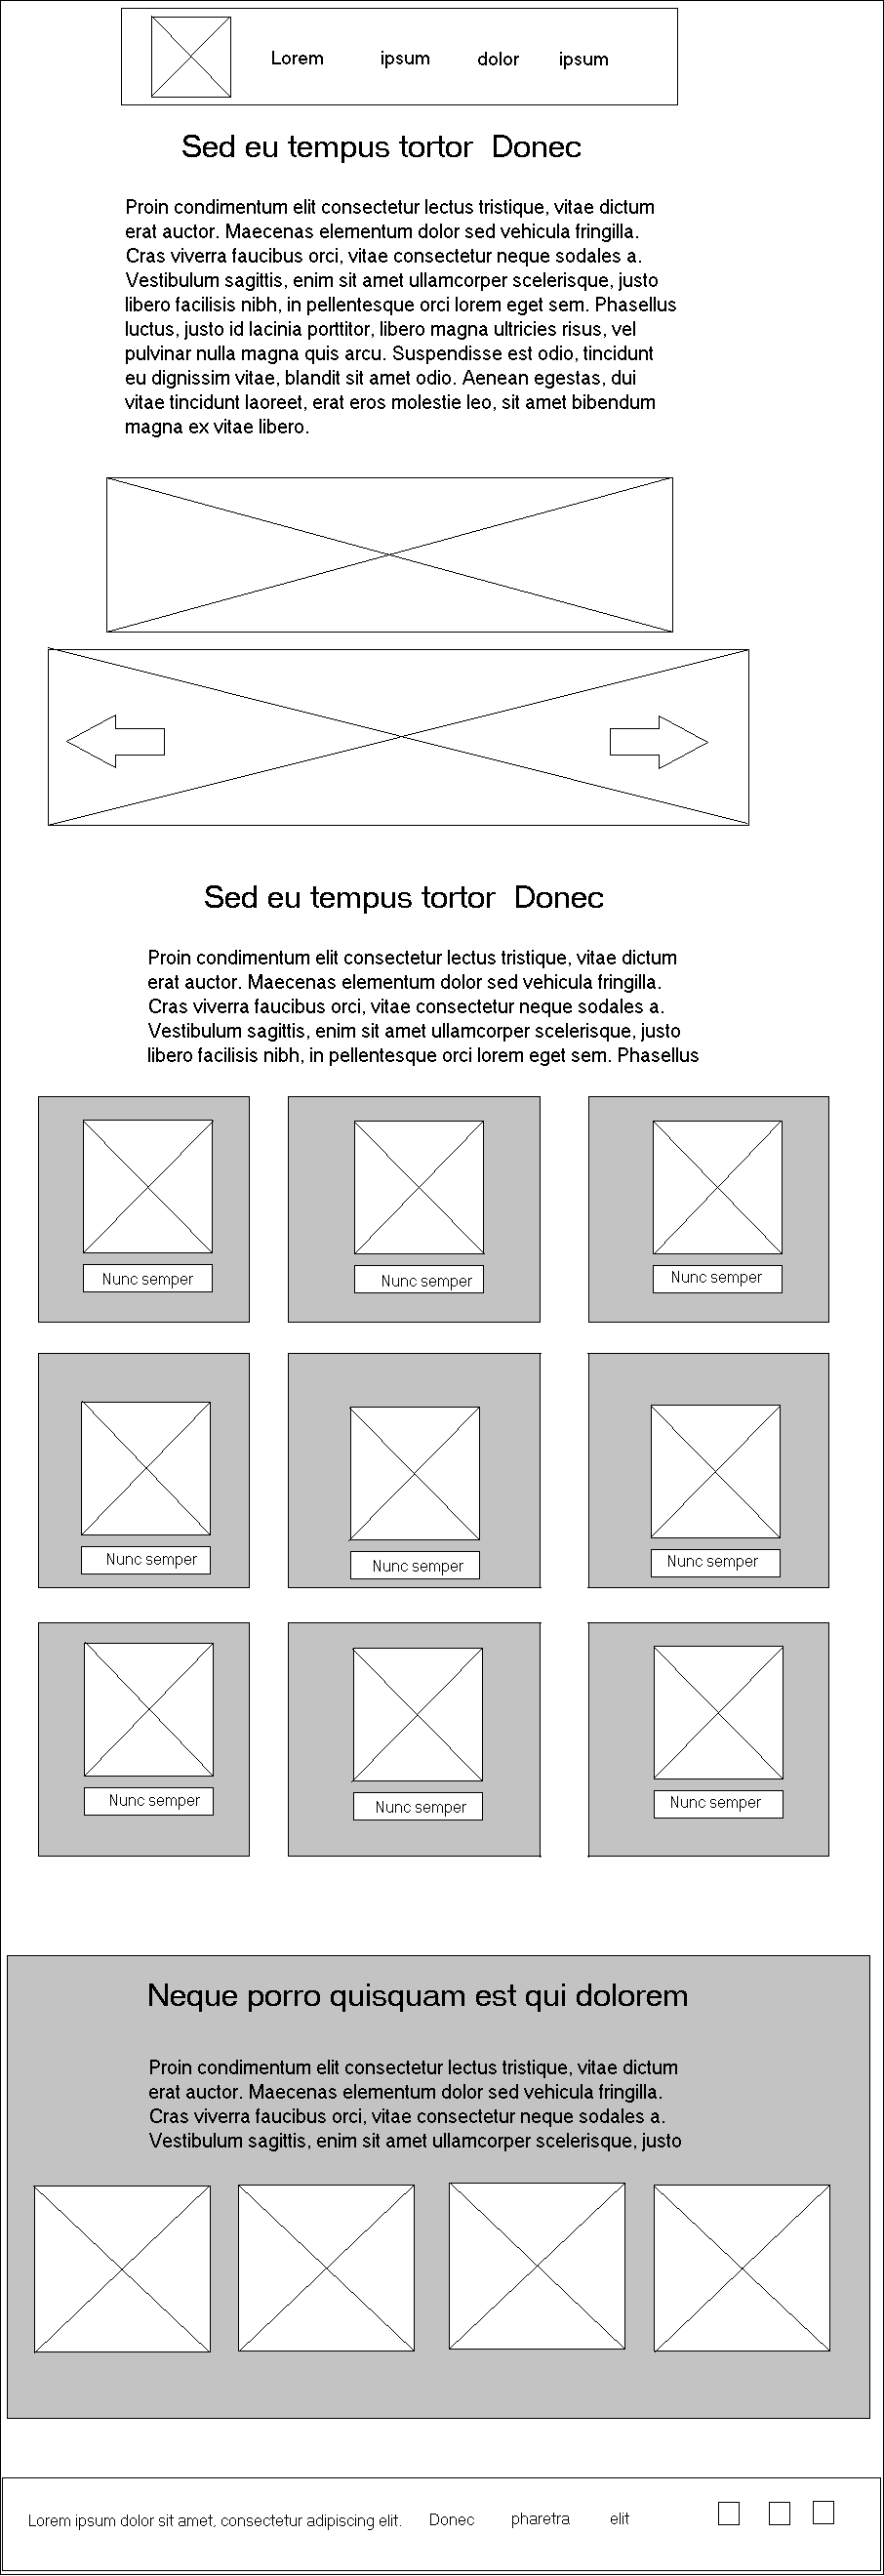 Lorem ipsum dolor ipsum
Sed eu tempus tortor Donec
Proin condimentum elit consectetur lectus tristique, vitae dictum
erat auctor. Maecenas elementum dolor sed vehicula fringilla.
Cras viverra faucibus orci, vitae consectetur neque sodales a.
Vestibulum sagittis, enim sit amet ullamcorper scelerisque, justo
libero facilisis nibh, in pellentesque orci lorem eget sem. Phasellus
luctus, justo id lacinia porttitor, libero magna ultricies risus, vel
pulvinar nulla magna quis arcu. Suspendisse est odio, tincidunt
eu dignissim vitae, blandit sit amet odio. Aenean egestas, dui
vitae tincidunt laoreet, erat eros molestie leo, sit amet bibendum
magna ex vitae libero.
Sed eu tempus tortor Donec
Proin condimentum elit consectetur lectus tristique, vitae dictum
erat auctor. Maecenas elementum dolor sed vehicula fringilla.
Cras viverra faucibus orci, vitae consectetur neque sodales a.
Vestibulum sagittis, enim sit amet ullamcorper scelerisque, justo
libero facilisis nibh, in pellentesque orci lorem eget sem. Phasellus
Nunc semper
Nunc semper
Nunc semper
Nunc semper
Nunc semper
Nunc semper
Nunc semper
Nunc semper
Nunc semper
Neque porro quisquam est qui dolorem
Proin condimentum elit consectetur lectus tristique, vitae dictum
erat auctor. Maecenas elementum dolor sed vehicula fringilla.
Cras viverra faucibus orci, vitae consectetur neque sodales a.
Vestibulum sagittis, enim sit amet ullamcorper scelerisque, justo
Lorem ipsum dolor sit amet, consectetur adipiscing elit. Donec pharetra elit